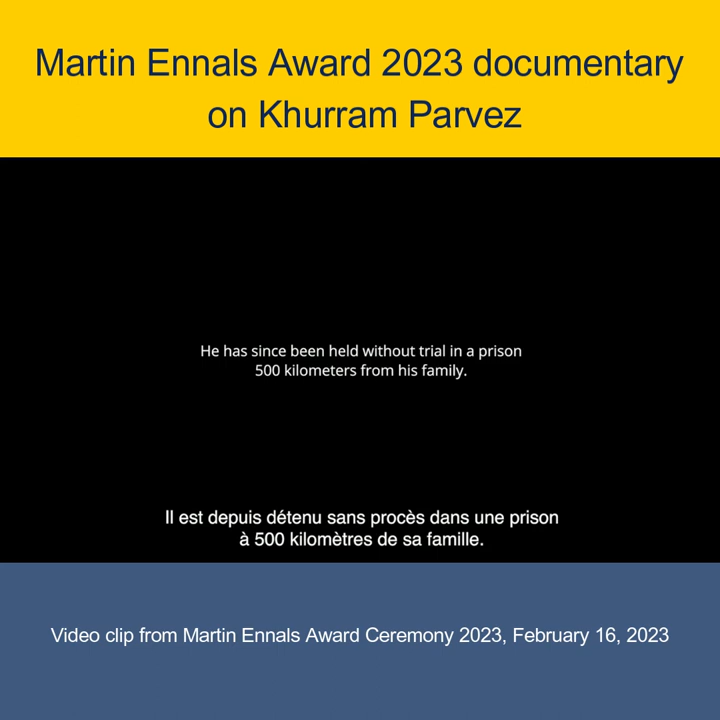 Martin Ennals Award 2023 documentary
on Khurram Parvez
He has since been held without trial in a prison
500 kilometers from his family.
Il est depuis détenu sans procès dans une prison
à 500 kilomètres de sa famille.
Video clip from Martin Ennals Award Ceremony 2023, February 16, 2023